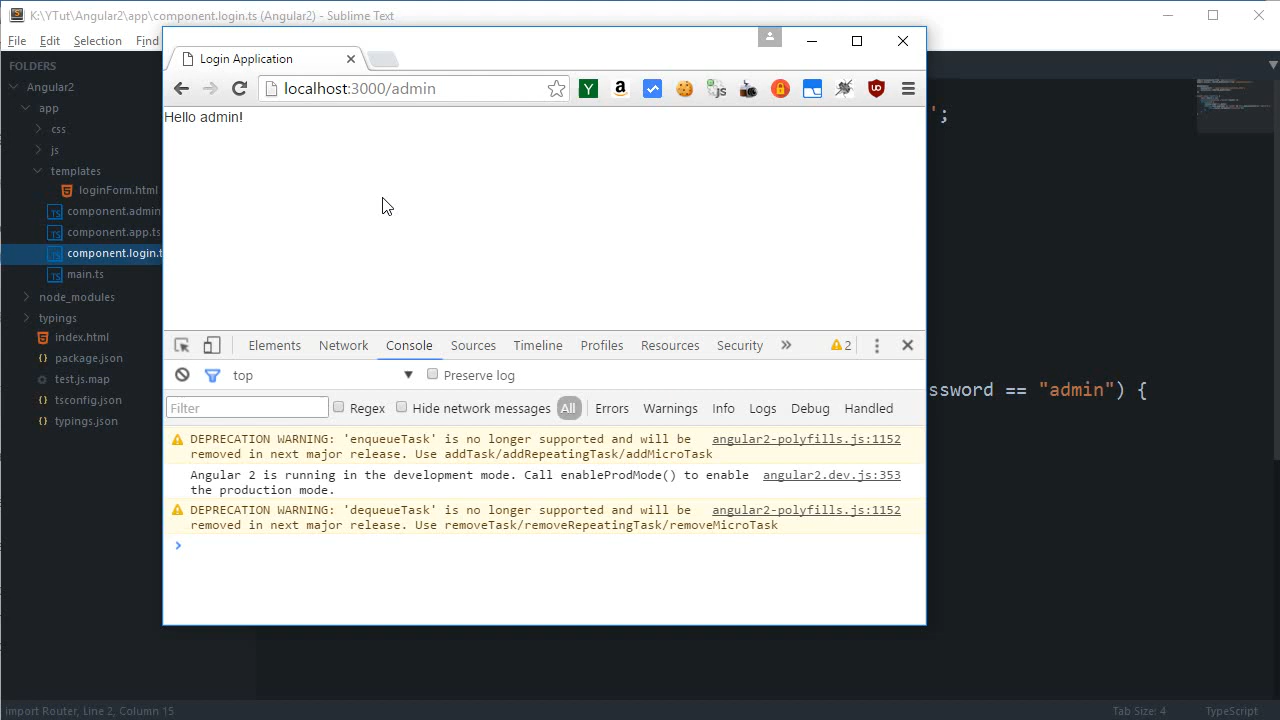 K:\YTut\Angular2\app\component.login.ts (Angular2) - Sublime Text
File Edit Selection Find
FOLDERS
Angular2
app
css
js
templates
loginForm.html
component.admin
component.app.ts
component.login.t
main.ts
node_modules
typings
index.html
package.json
test.js.map
tsconfig.json
typings.json
Login Application
localhost:3000/admin
Hello admin!
Elements Network Console Sources Timeline Profiles Resources Security » 2
top Preserve log
Filter Regex Hide network messages All Errors Warnings Info Logs Debug Handled
DEPRECATION WARNING: 'enqueueTask' is no longer supported and will be angular2-polyfills.js:1152
removed in next major release. Use addTask/addRepeatingTask/addMicroTask
Angular 2 is running in the development mode. Call enableProdMode() to enable angular2.dev.js:353
the production mode.
DEPRECATION WARNING: 'dequeueTask' is no longer supported and will be angular2-polyfills.js:1152
removed in next major release. Use removeTask/removeRepeatingTask/removeMicroTask
';
ssword == "admin") {
import Router, Line 2, Column 15
Tab Size: 4 TypeScript